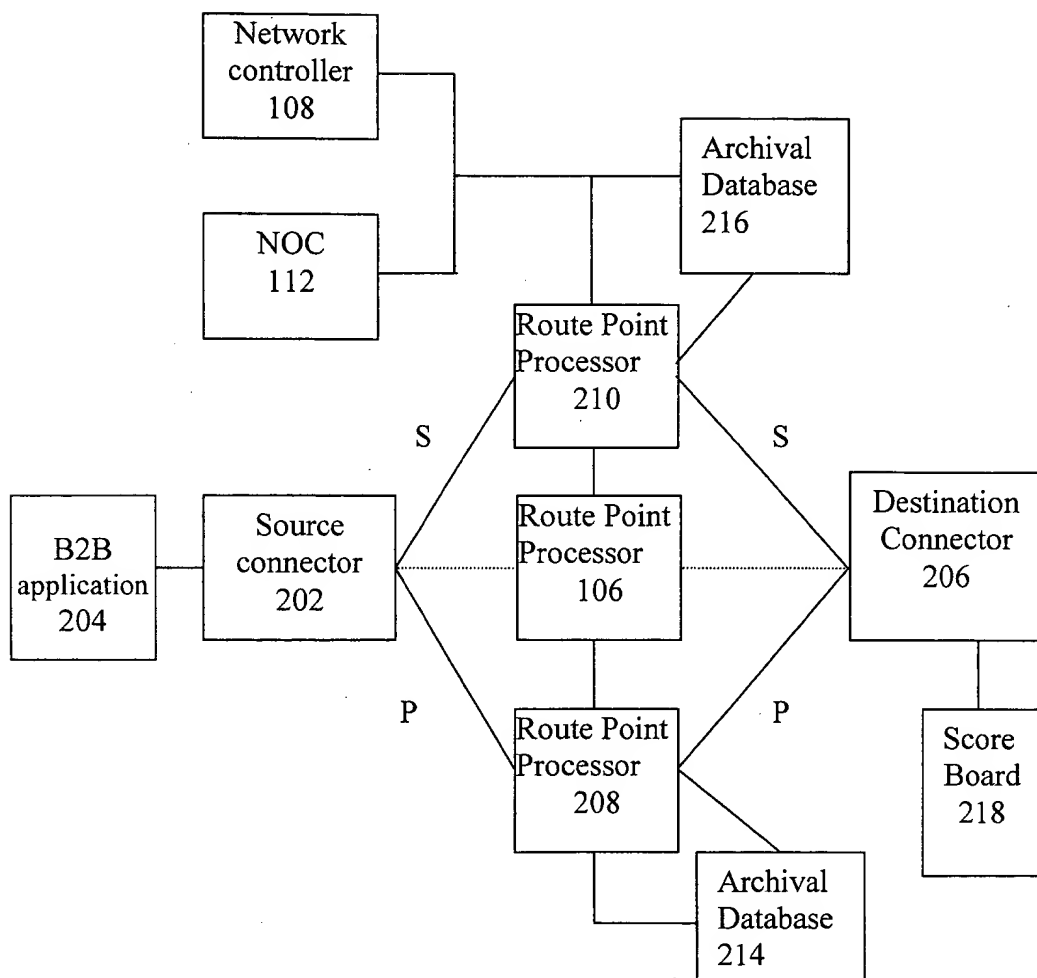 Network
controller
108
Archival
Database
216
NOC
112
Route Point
Processor
210
S
S
B2B
application
204
Source
connector
202
Route Point
Processor
106
Destination
Connector
206
P
P
Route Point
Processor
208
Score
Board
218
Archival
Database
214